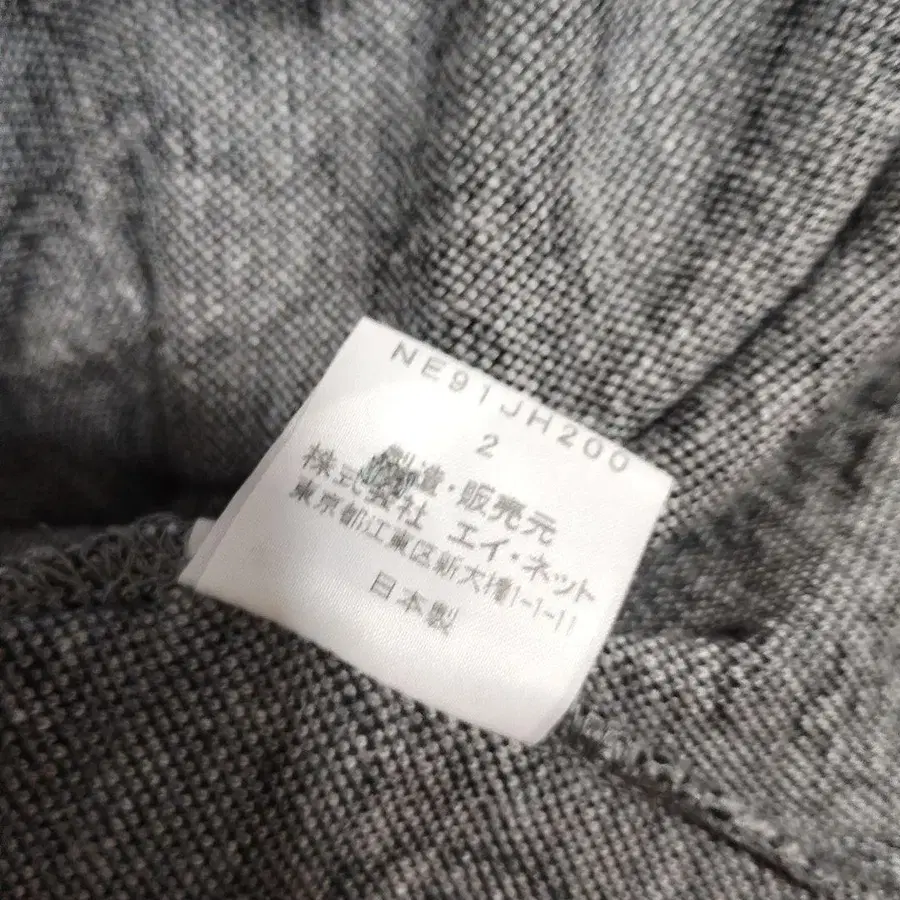 NE91JH200
2
製造・販売元
株式会社 エイ・ネット
東京都江東区新大橋1-1-11
日本製